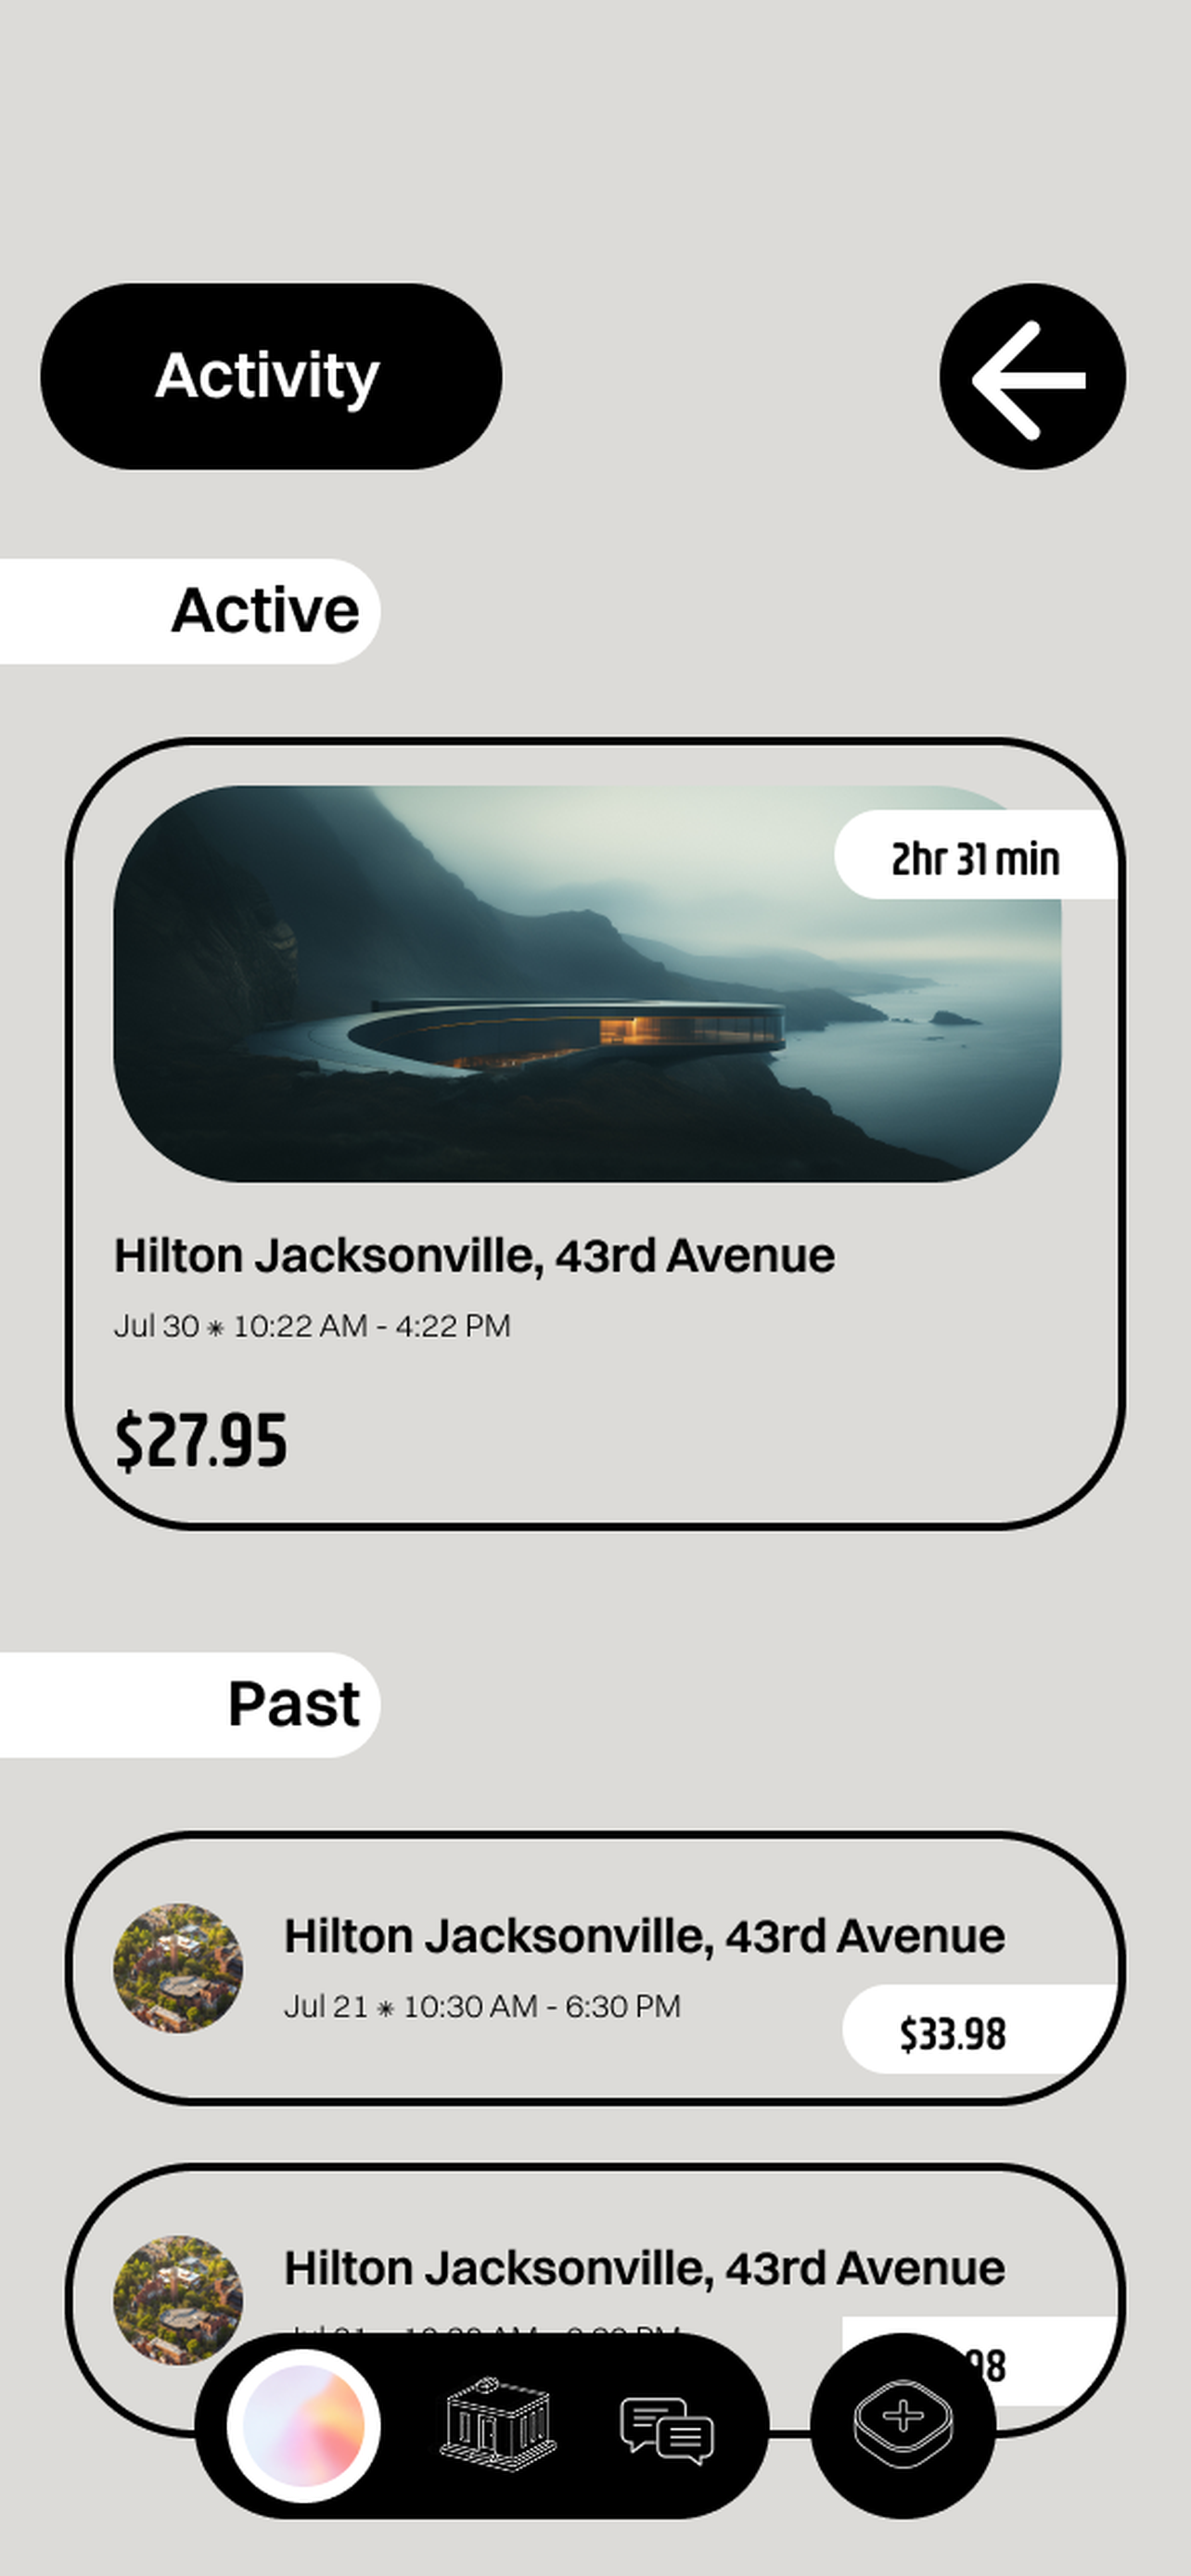 Activity
Active
2hr 31 min
Hilton Jacksonville, 43rd Avenue
Jul 30 ✷ 10:22 AM - 4:22 PM
$27.95
Past
Hilton Jacksonville, 43rd Avenue
Jul 21 ✷ 10:30 AM - 6:30 PM
$33.98
Hilton Jacksonville, 43rd Avenue
98